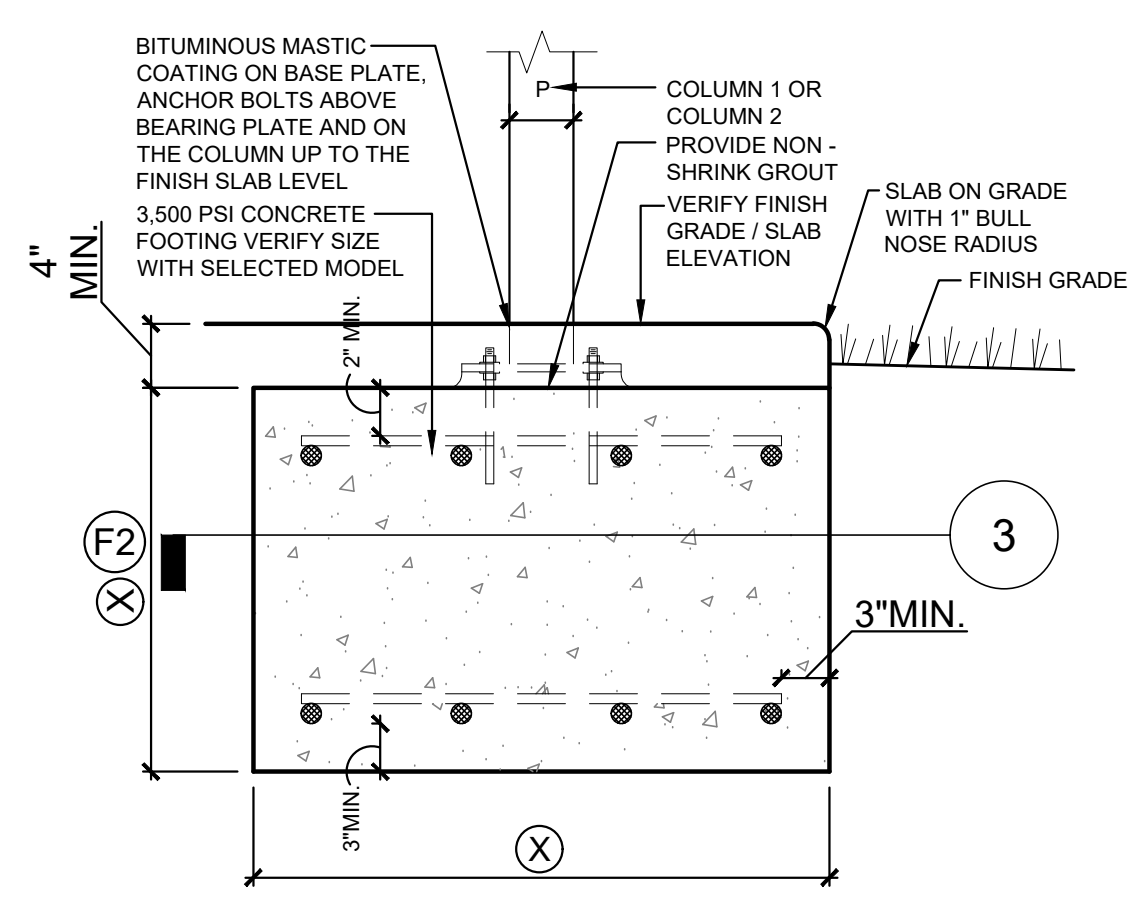 BITUMINOUS MASTIC
COATING ON BASE PLATE,
ANCHOR BOLTS ABOVE
BEARING PLATE AND ON
THE COLUMN UP TO THE
FINISH SLAB LEVEL
3,500 PSI CONCRETE
FOOTING VERIFY SIZE
WITH SELECTED MODEL
P
COLUMN 1 OR
COLUMN 2
PROVIDE NON -
SHRINK GROUT
VERIFY FINISH
GRADE / SLAB
ELEVATION
SLAB ON GRADE
WITH 1" BULL
NOSE RADIUS
FINISH GRADE
4"
MIN.
2" MIN.
F2
X
3
3"MIN.
3"MIN.
X